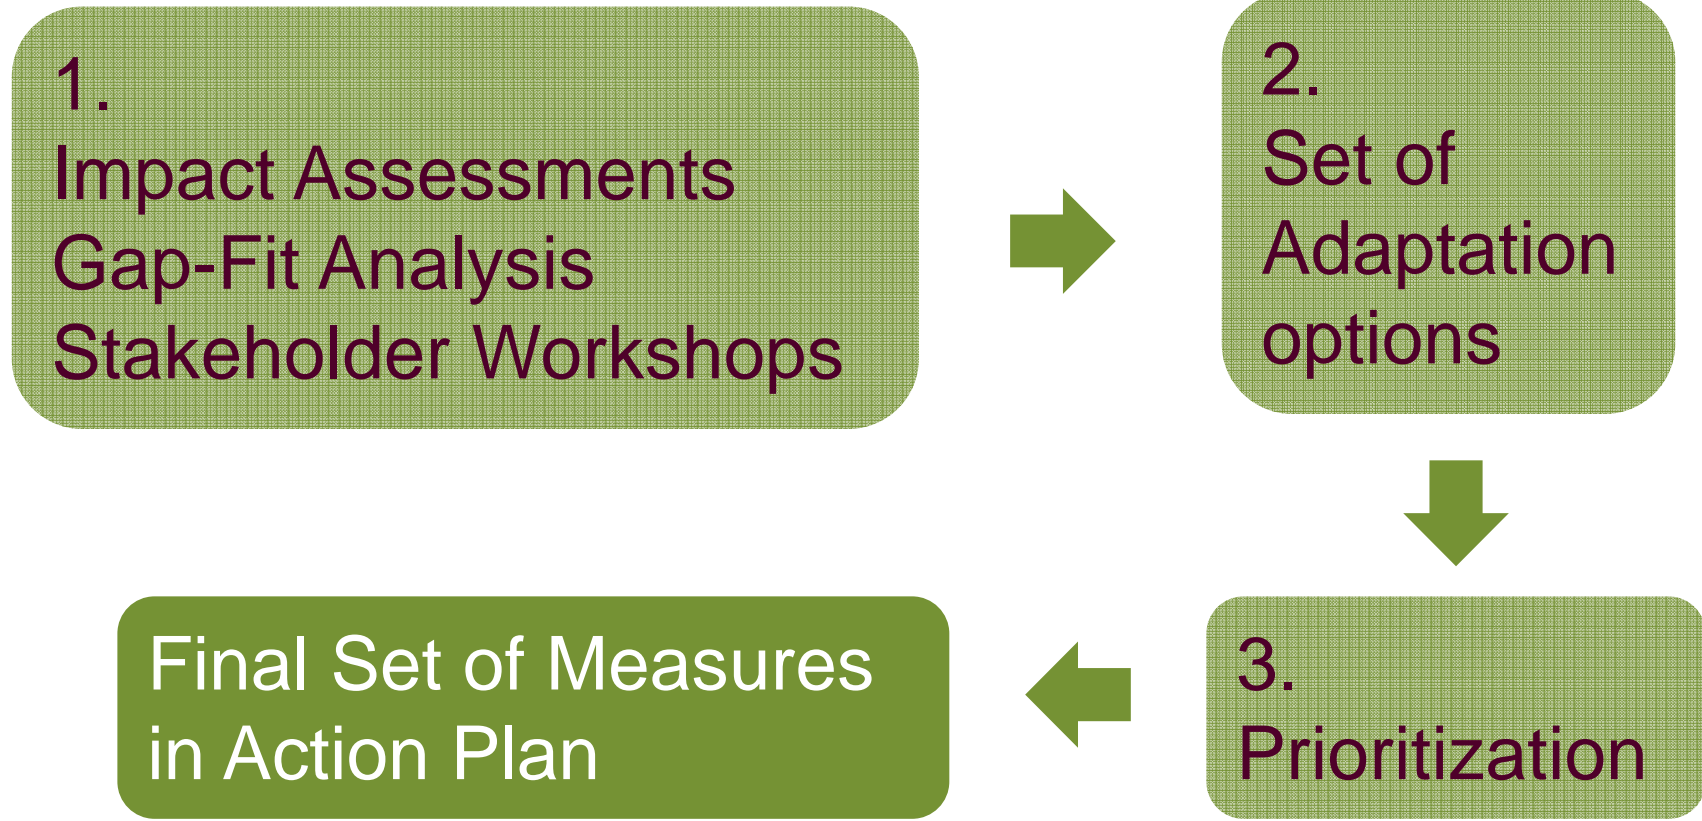 1.
Impact Assessments
Gap-Fit Analysis
Stakeholder Workshops
2.
Set of
Adaptation
options
3.
Prioritization
Final Set of Measures
in Action Plan